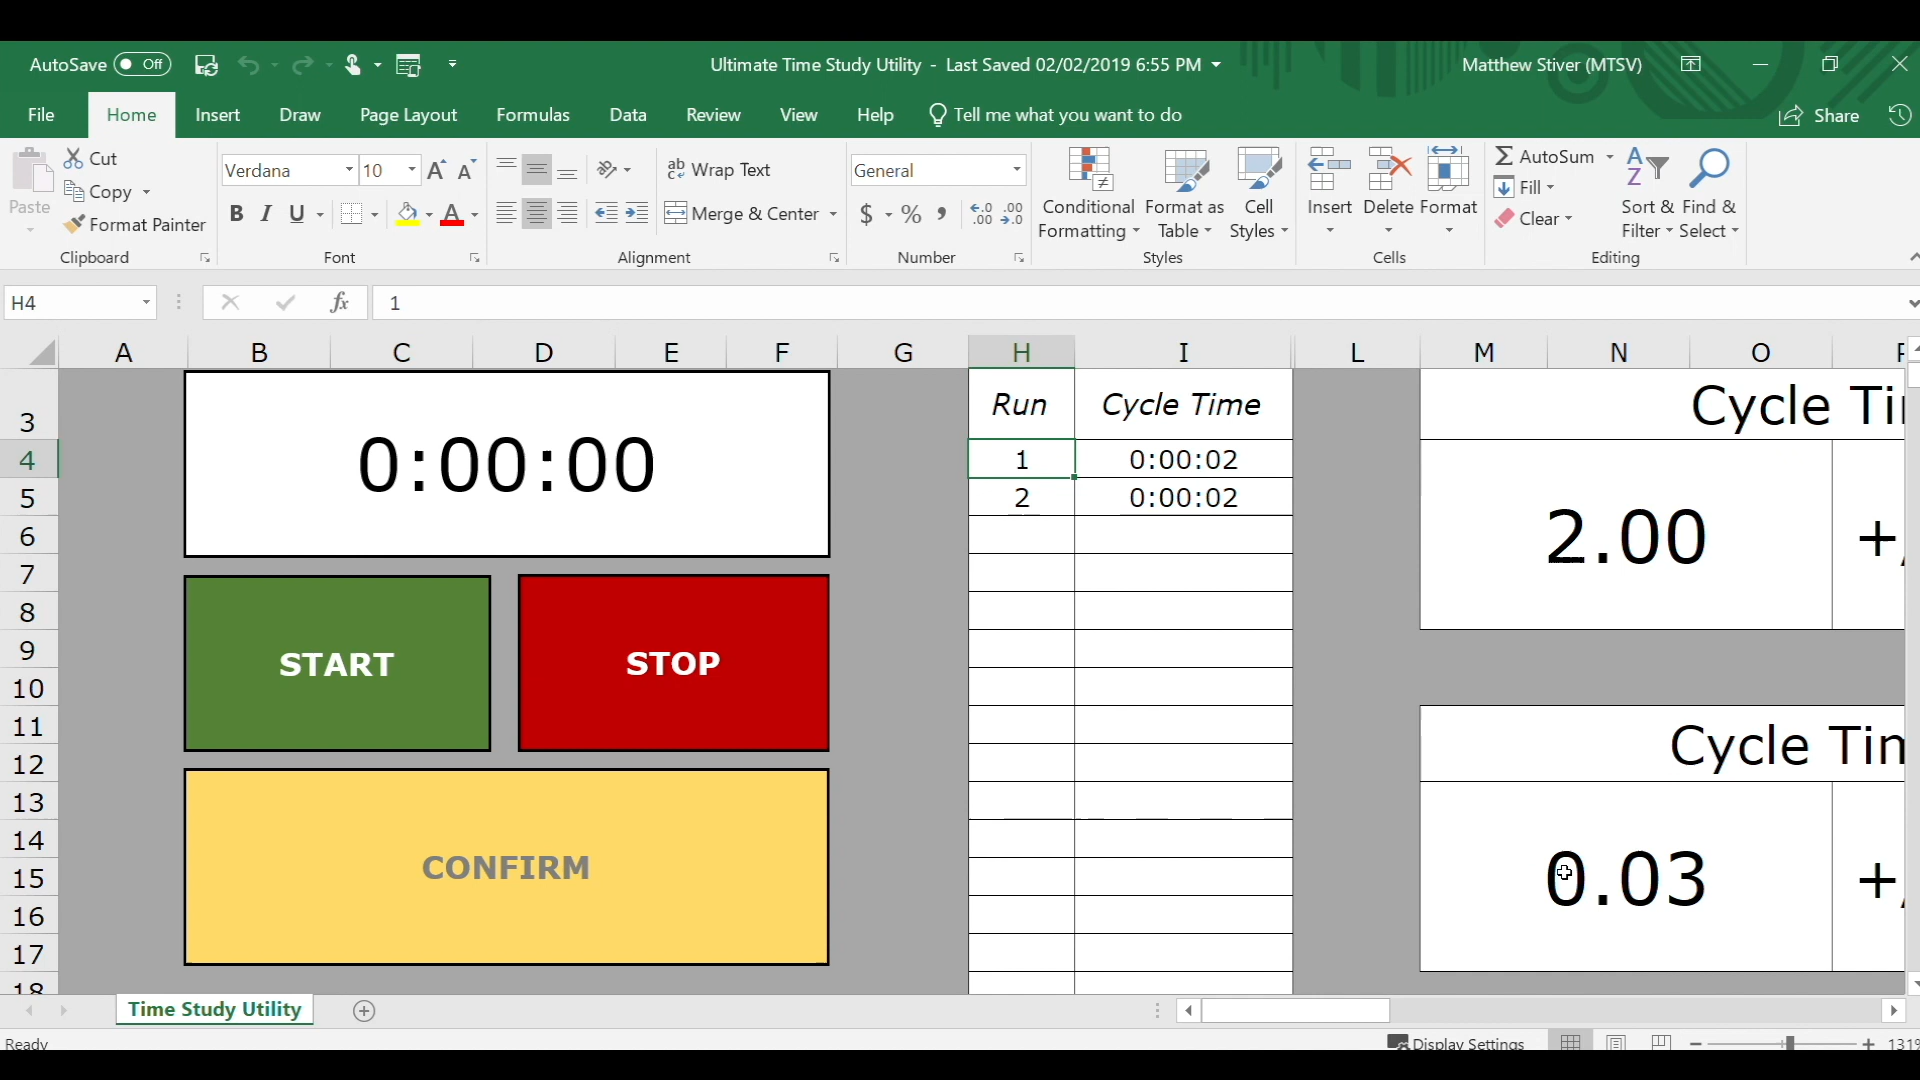 AutoSave Off
Ultimate Time Study Utility - Last Saved 02/02/2019 6:55 PM
Matthew Stiver (MTSV)
File Home Insert Draw Page Layout Formulas Data Review View Help Tell me what you want to do
Share
Paste
Cut
Copy
Format Painter
Clipboard
Verdana 10
B I U
Font
Wrap Text
Merge & Center
Alignment
General
$ % ,
Number
Conditional Formatting
Format as Table
Cell Styles
Styles
Insert Delete Format
Cells
AutoSum
Fill
Clear
Sort & Filter
Find & Select
Editing
H4
fx
1
A B C D E F G H I L M N O
3
4
5
6
7
8
9
10
11
12
13
14
15
16
17
18
0:00:00
START
STOP
CONFIRM
Run Cycle Time
1 0:00:02
2 0:00:02
Cycle Ti
2.00 +/
Cycle Tim
0.03 +/
Time Study Utility
Ready
Display Settings
131%